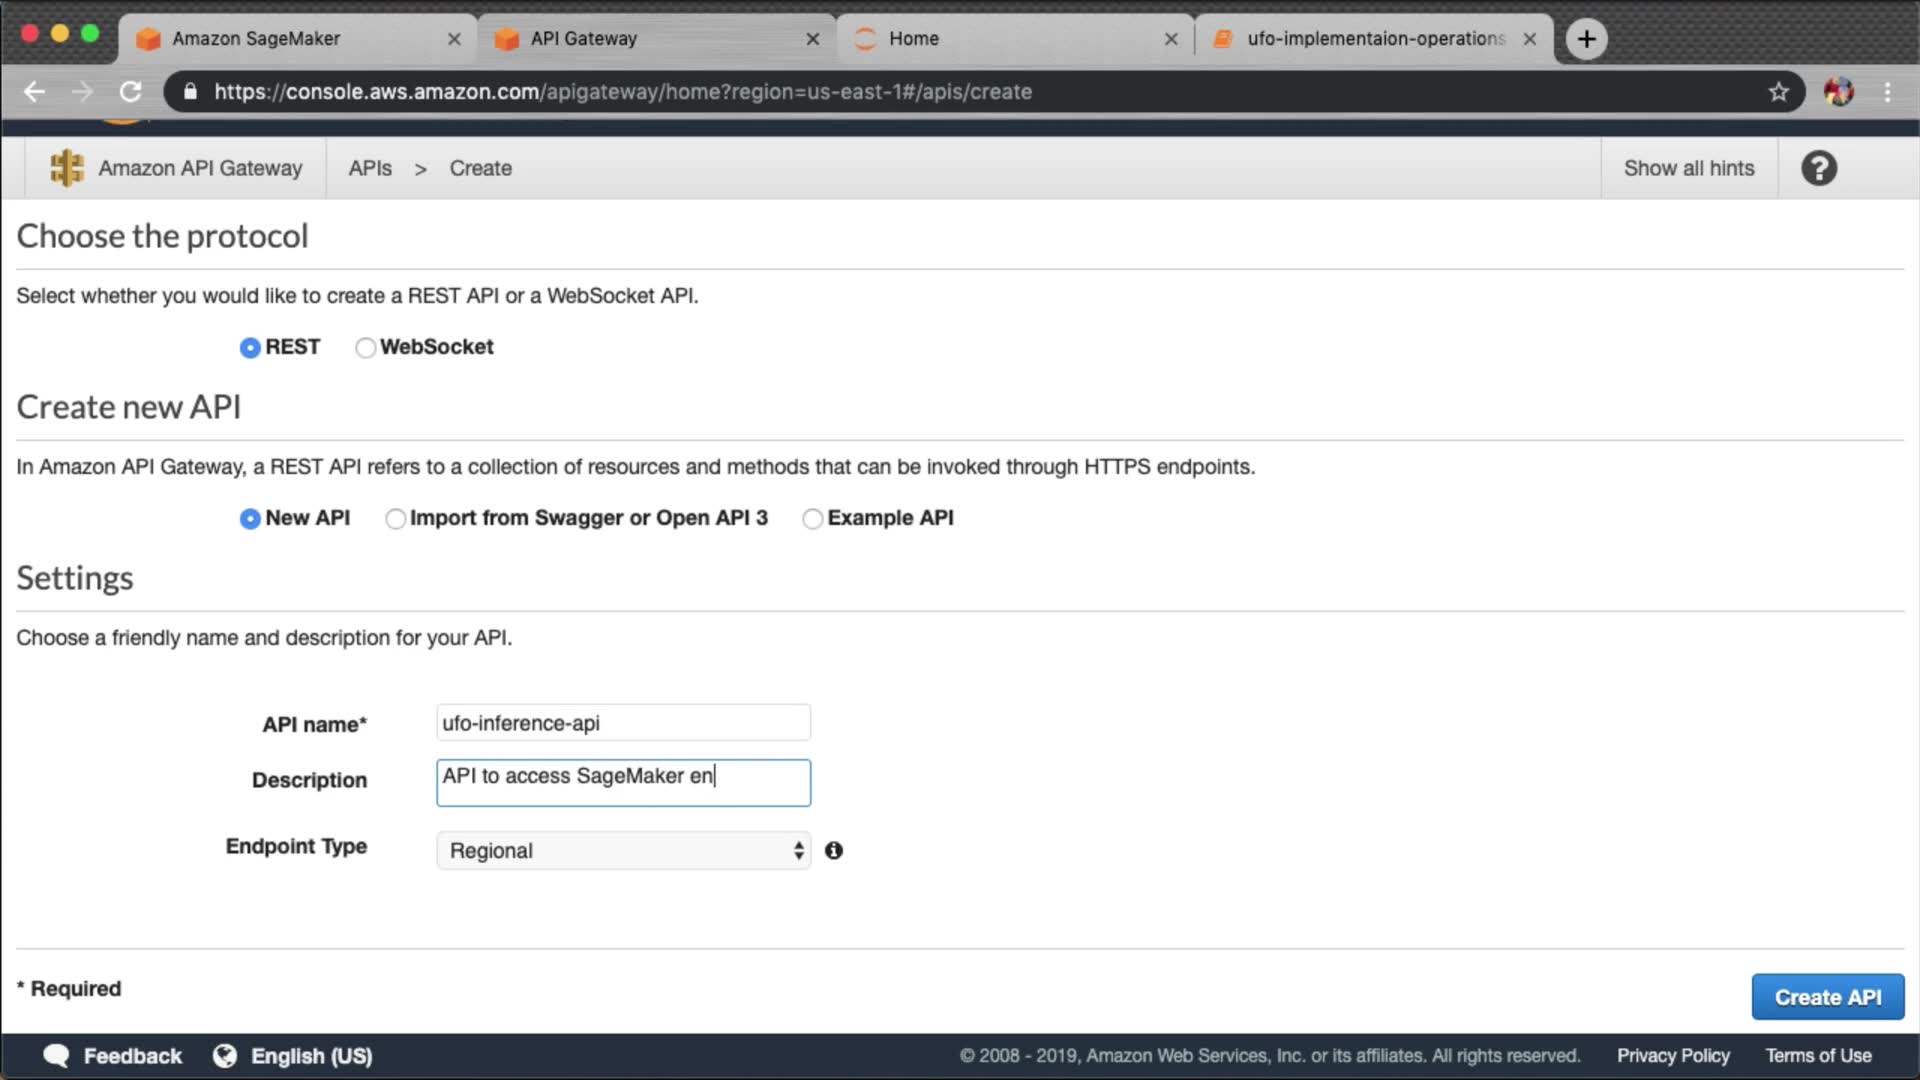 Amazon SageMaker
API Gateway
Home
ufo-implementaion-operations
https://console.aws.amazon.com/apigateway/home?region=us-east-1#/apis/create
Amazon API Gateway
APIs > Create
Show all hints
?
Choose the protocol
Select whether you would like to create a REST API or a WebSocket API.
REST WebSocket
Create new API
In Amazon API Gateway, a REST API refers to a collection of resources and methods that can be invoked through HTTPS endpoints.
New API Import from Swagger or Open API 3 Example API
Settings
Choose a friendly name and description for your API.
API name* ufo-inference-api
Description API to access SageMaker en
Endpoint Type Regional
* Required
Create API
Feedback English (US) © 2008 - 2019, Amazon Web Services, Inc. or its affiliates. All rights reserved. Privacy Policy Terms of Use